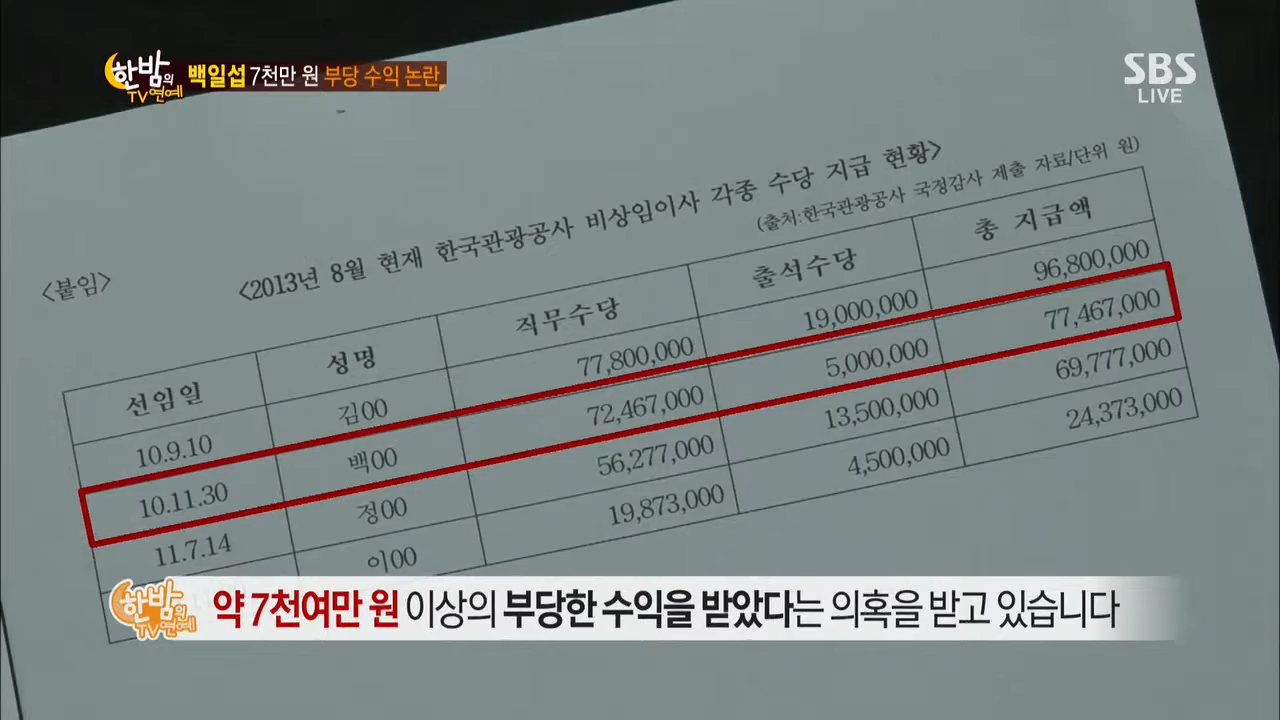 한밤의 TV연예 백일섭 7천만 원 부당 수익 논란
SBS
LIVE
<붙임>
<2013년 8월 현재 한국관광공사 비상임이사 각종 수당 지급 현황>
(출처:한국관광공사 국정감사 제출 자료/단위 원)
선임일 성명 직무수당 출석수당 총 지급액
10.9.10 김00 77,800,000 19,000,000 96,800,000
10.11.30 백00 72,467,000 5,000,000 77,467,000
11.7.14 정00 56,277,000 13,500,000 69,777,000
이00 19,873,000 4,500,000 24,373,000
한밤의 TV연예
약 7천여만 원 이상의 부당한 수익을 받았다는 의혹을 받고 있습니다